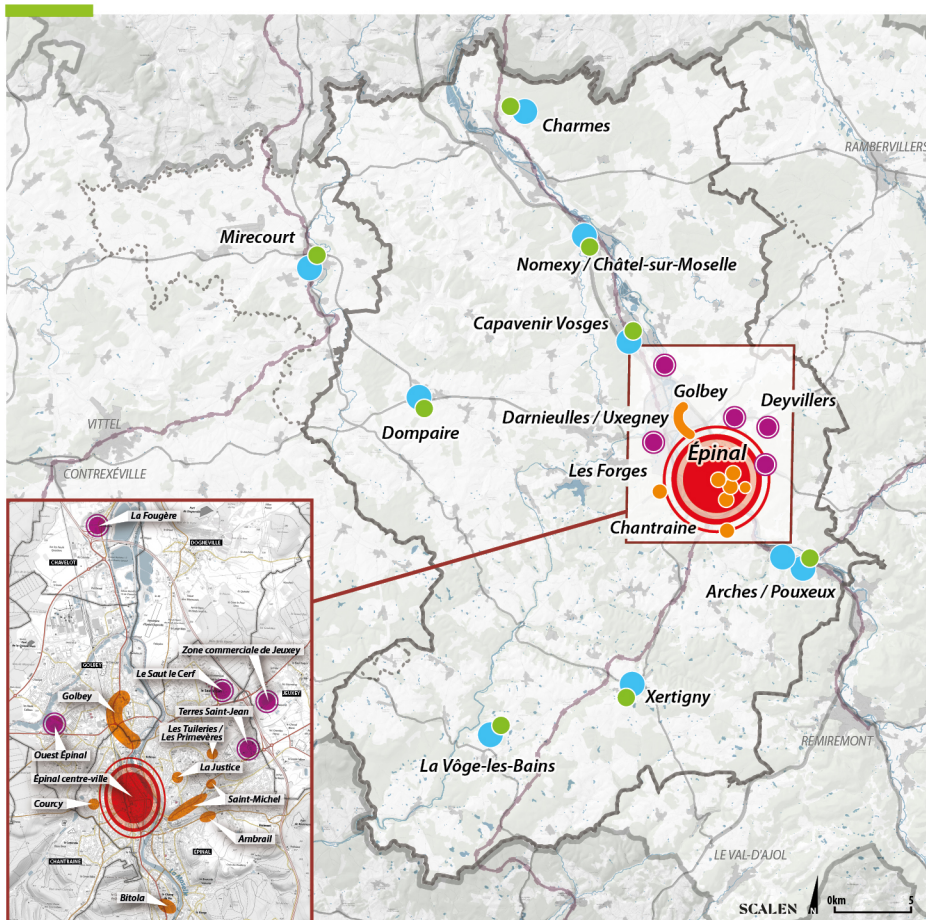 Charmes
RAMBERVILLERS
Mirecourt
Nomexy / Châtel-sur-Moselle
Capavenir Vosges
Golbey
Deyvillers
Darnieulles / Uxegney
Dompaire
VITTEL
Épinal
CONTREXÉVILLE
Les Forges
Chantraine
Arches / Pouxeux
Xertigny
REMIREMONT
La Vôge-les-Bains
LE VAL-D'AJOL
La Fougère
DOGNEVILLE
CHAVELOT
Zone commerciale de Jeuxey
GOLBEY
Le Saut le Cerf
Golbey
JEUXEY
Terres Saint-Jean
Les Tuileries /
Les Primevères
Ouest Épinal
La Justice
Épinal centre-ville
Saint-Michel
Courcy
Ambrail
ÉPINAL
CHANTRAINE
Bitola
SCALEN
N
0km 5